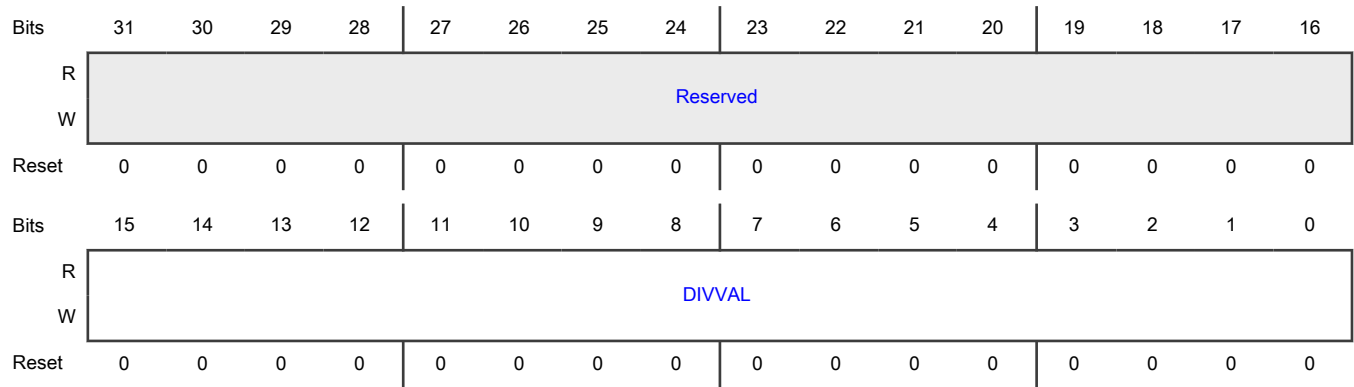 Bits 31 30 29 28 27 26 25 24 23 22 21 20 19 18 17 16
R
Reserved
W
Reset 0 0 0 0 0 0 0 0 0 0 0 0 0 0 0 0
Bits 15 14 13 12 11 10 9 8 7 6 5 4 3 2 1 0
R
DIVVAL
W
Reset 0 0 0 0 0 0 0 0 0 0 0 0 0 0 0 0